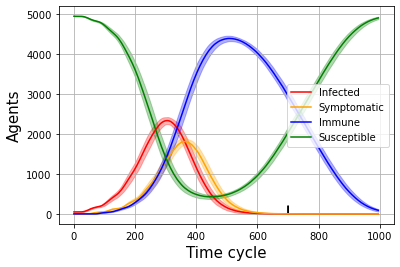 5000
4000
3000
2000
1000
0
Agents
Infected
Symptomatic
Immune
Susceptible
0
200
400
600
800
1000
Time cycle